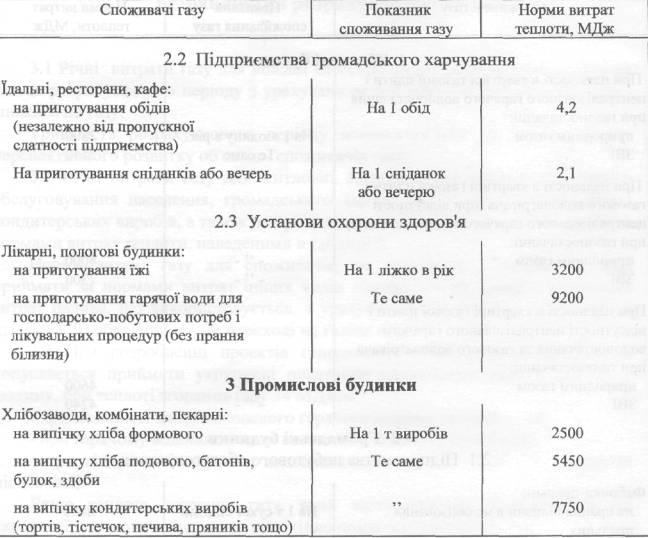 Споживачі газу
Показник
споживання газу
Норми витрат
теплоти, МДж
2.2 Підприємства громадського харчування
Їдальні, ресторани, кафе:
на приготування обідів
(незалежно від пропускної
здатності підприємства)
На 1 обід
4,2
На приготування сніданків або вечерь
На 1 сніданок
або вечерю
2,1
2.3 Установи охорони здоров'я
Лікарні, пологові будинки:
на приготування їжі
На 1 ліжко в рік
3200
на приготування гарячої води для
господарсько-побутових потреб і
лікувальних процедур (без прання
білизни)
Те саме
9200
3 Промислові будинки
Хлібозаводи, комбінати, пекарні:
на випічку хліба формового
На 1 т виробів
2500
на випічку хліба подового, батонів,
булок, здоби
Те саме
5450
на випічку кондитерських виробів
(тортів, тістечок, печива, пряників тощо)
,,
7750